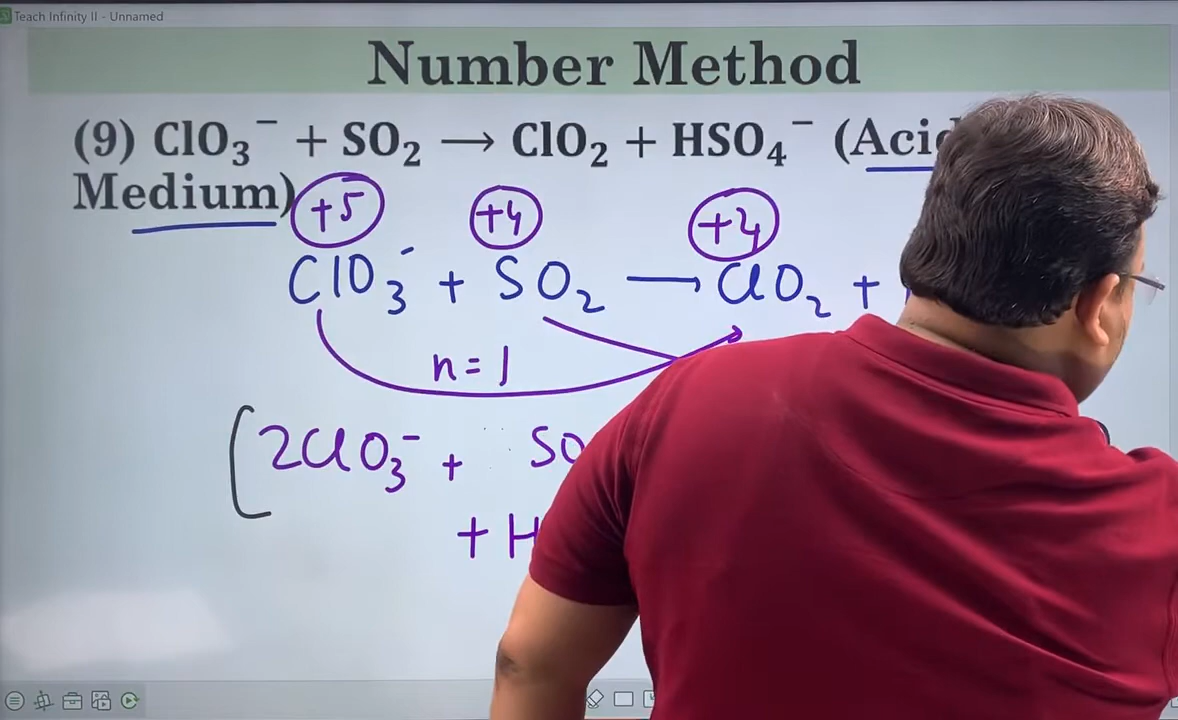 Teach Infinity II - Unnamed
Number Method
(9) ClO₃⁻ + SO₂ → ClO₂ + HSO₄⁻ (Acid
Medium)
+5 +4 +4
ClO₃⁻ + SO₂ → ClO₂ +
n = 1
[2ClO₃⁻ + SO
+ H